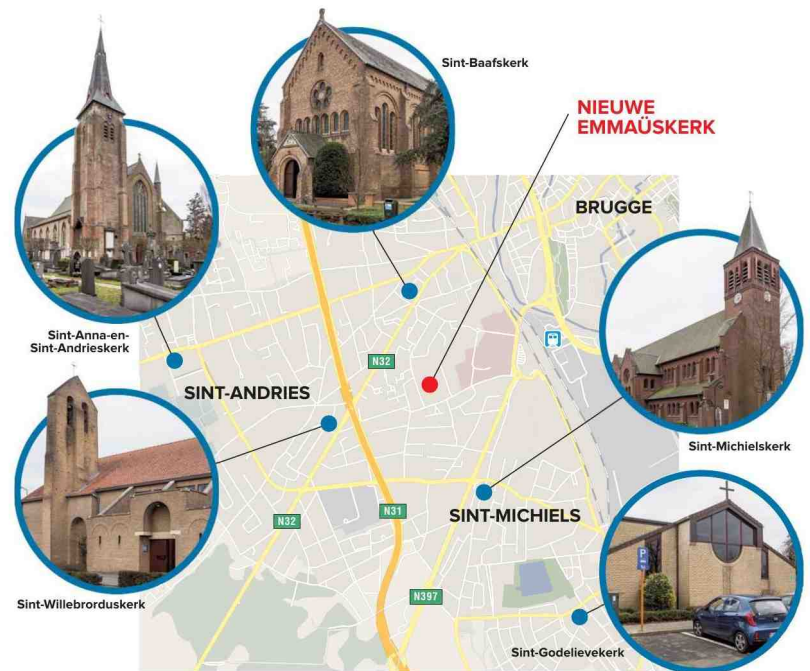 Sint-Baafskerk
NIEUWE
EMMAÜSKERK
BRUGGE
Sint-Anna-en-
Sint-Andrieskerk
N32
SINT-ANDRIES
Sint-Michielskerk
SINT-MICHIELS
N32
N31
P
N397
Sint-Willebrorduskerk
Sint-Godelievekerk